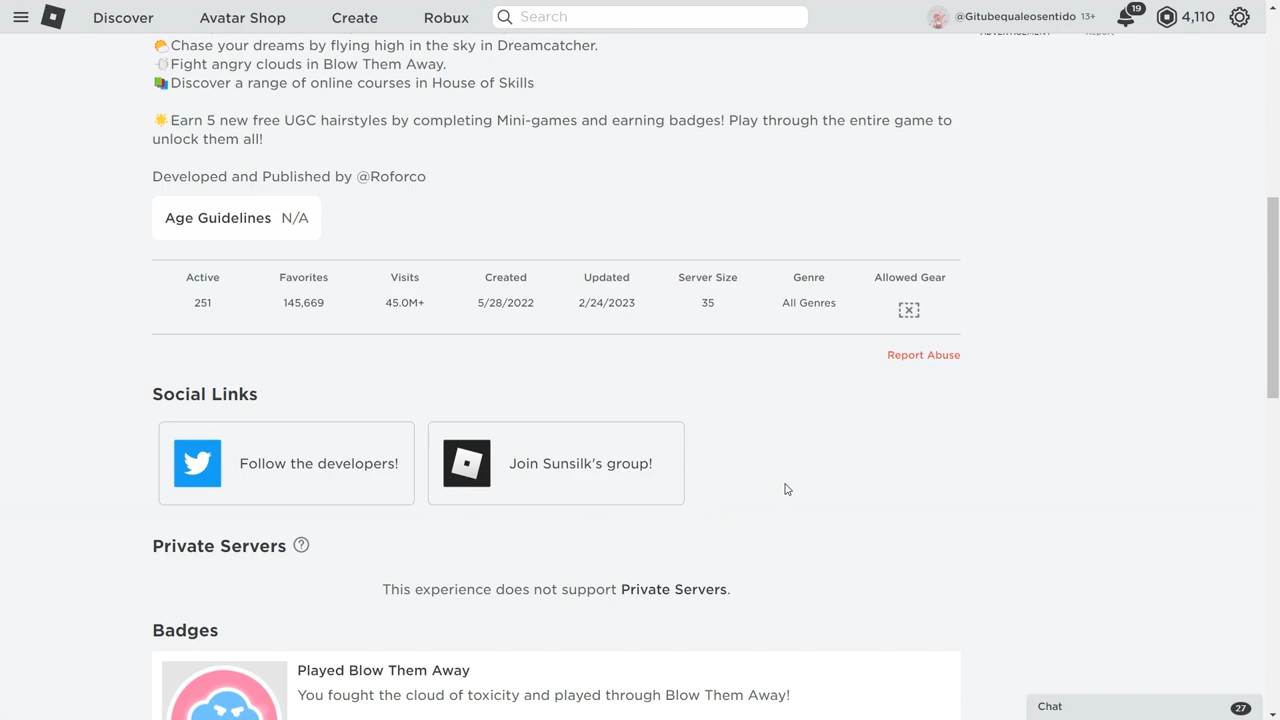 Discover Avatar Shop Create Robux Search @Gitubequaleosentido 13+ 19 4,110
ADVERTISEMENT Report
Chase your dreams by flying high in the sky in Dreamcatcher.
Fight angry clouds in Blow Them Away.
Discover a range of online courses in House of Skills
Earn 5 new free UGC hairstyles by completing Mini-games and earning badges! Play through the entire game to
unlock them all!
Developed and Published by @Roforco
Age Guidelines N/A
Active Favorites Visits Created Updated Server Size Genre Allowed Gear
251 145,669 45.0M+ 5/28/2022 2/24/2023 35 All Genres
Report Abuse
Social Links
Follow the developers! Join Sunsilk's group!
Private Servers ?
This experience does not support Private Servers.
Badges
Played Blow Them Away
You fought the cloud of toxicity and played through Blow Them Away!
Chat 27